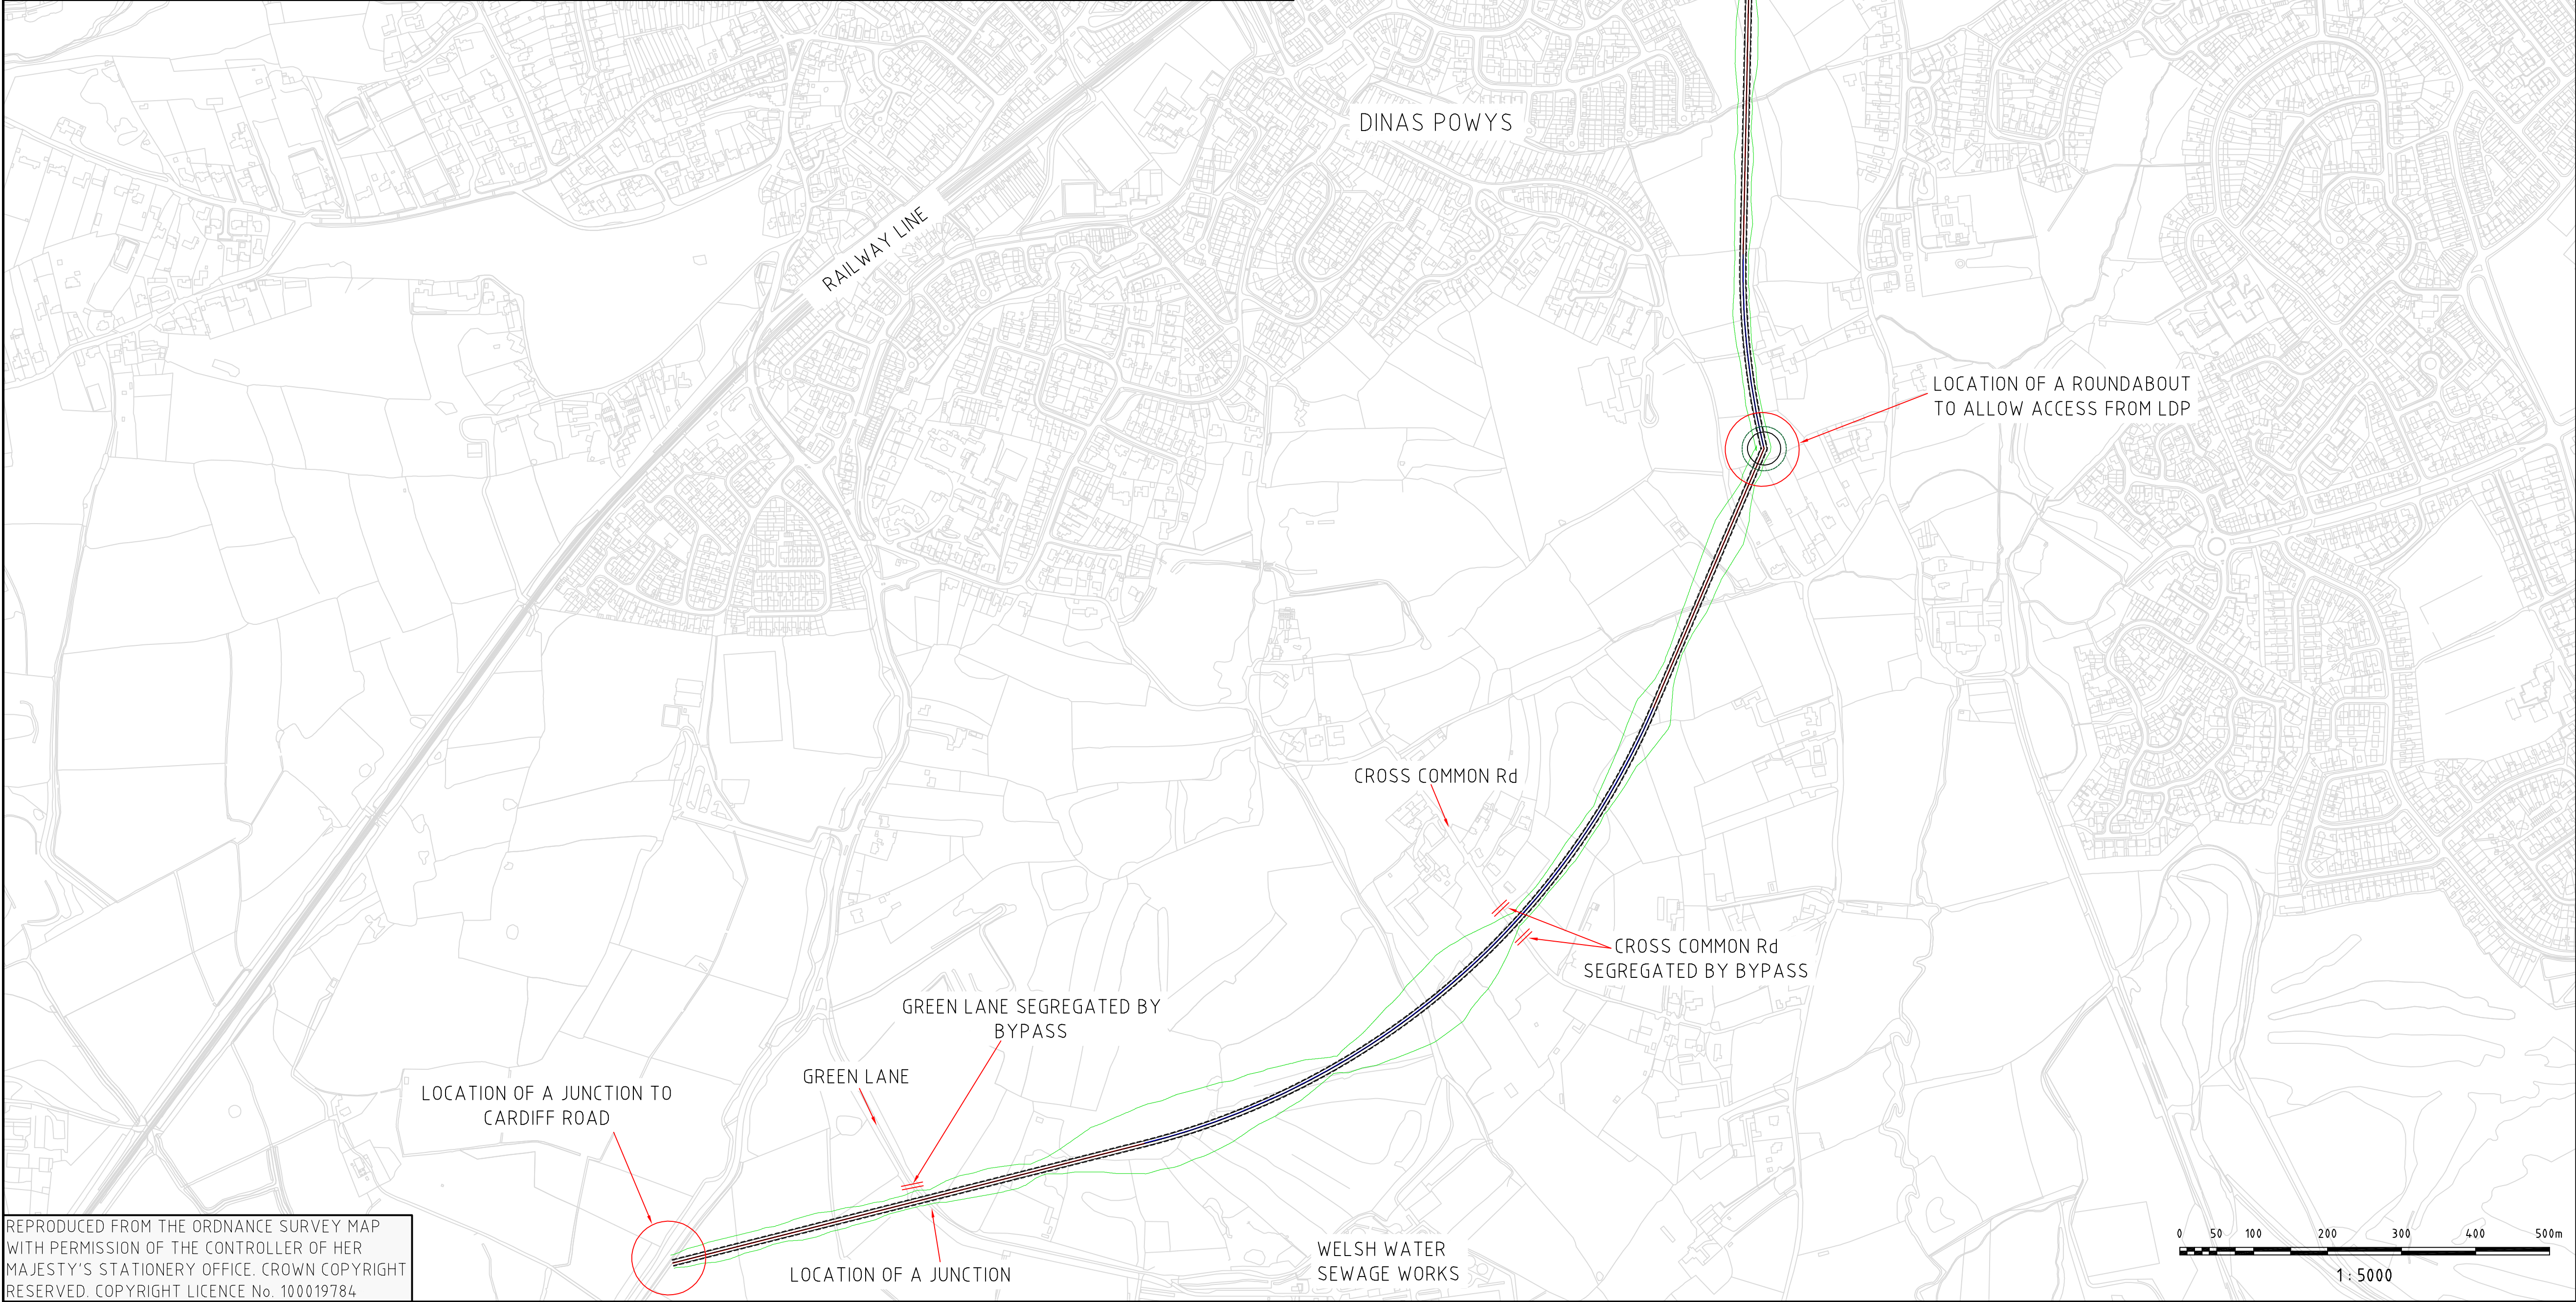 DINAS POWYS
RAILWAY LINE
LOCATION OF A ROUNDABOUT
TO ALLOW ACCESS FROM LDP
CROSS COMMON Rd
CROSS COMMON Rd
SEGREGATED BY BYPASS
GREEN LANE SEGREGATED BY
BYPASS
GREEN LANE
LOCATION OF A JUNCTION TO
CARDIFF ROAD
LOCATION OF A JUNCTION
WELSH WATER
SEWAGE WORKS
REPRODUCED FROM THE ORDNANCE SURVEY MAP
WITH PERMISSION OF THE CONTROLLER OF HER
MAJESTY'S STATIONERY OFFICE. CROWN COPYRIGHT
RESERVED. COPYRIGHT LICENCE No. 100019784
0 50 100 200 300 400 500m
1 : 5000